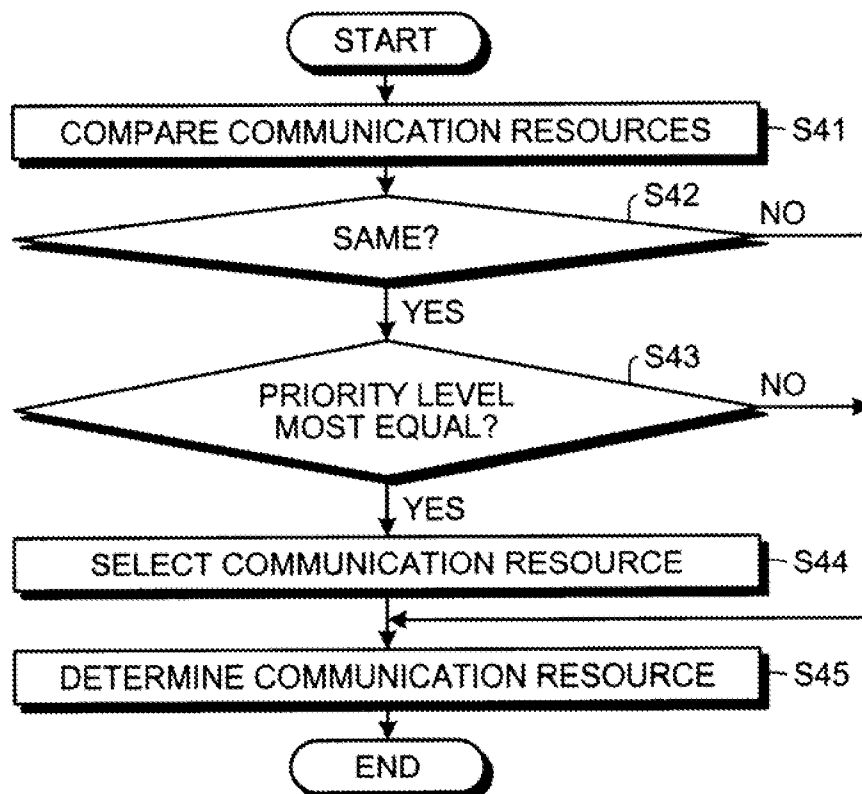 START
COMPARE COMMUNICATION RESOURCES
S41
S42
SAME?
NO
YES
S43
PRIORITY LEVEL
MOST EQUAL?
NO
YES
SELECT COMMUNICATION RESOURCE
S44
DETERMINE COMMUNICATION RESOURCE
S45
END